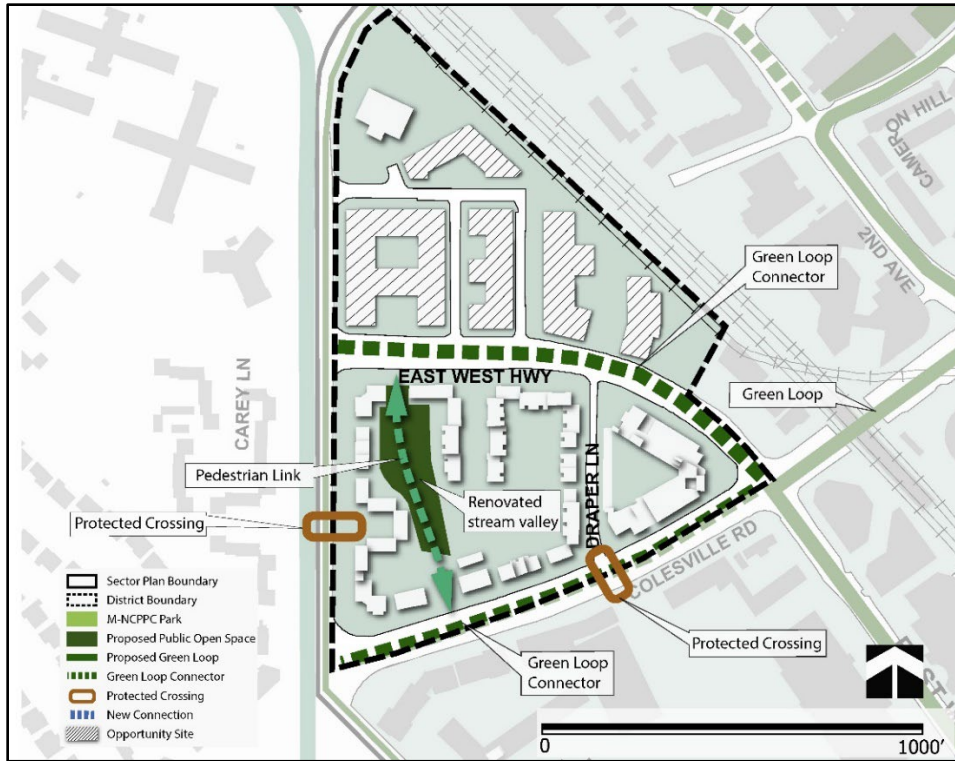 CAMERON HILL
2ND AVE
Green Loop
Connector
CAREY LN
EAST WEST HWY
Green Loop
Pedestrian Link
Renovated
stream valley
DRAPER LN
Protected Crossing
COLESVILLE RD
Protected Crossing
Green Loop
Connector
Sector Plan Boundary
District Boundary
M-NCPPC Park
Proposed Public Open Space
Proposed Green Loop
Green Loop Connector
Protected Crossing
New Connection
Opportunity Site
0
1000'